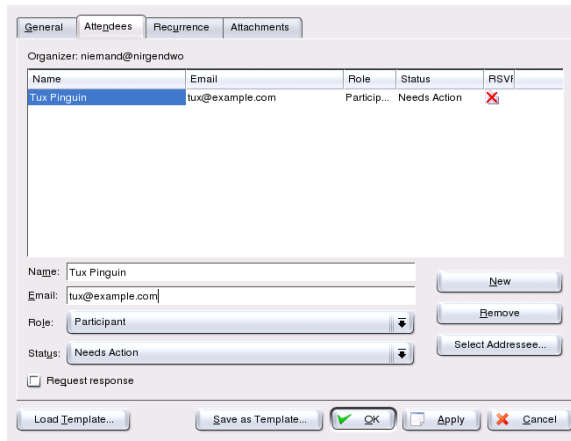 General Attendees Recurrence Attachments
Organizer: niemand@nirgendwo
Name Email Role Status RSVF
Tux Pinguin tux@example.com Particip... Needs Action
Name: Tux Pinguin
New
Email: tux@example.com
Remove
Role: Participant
Select Addressee...
Status: Needs Action
Request response
Load Template... Save as Template... OK Apply Cancel